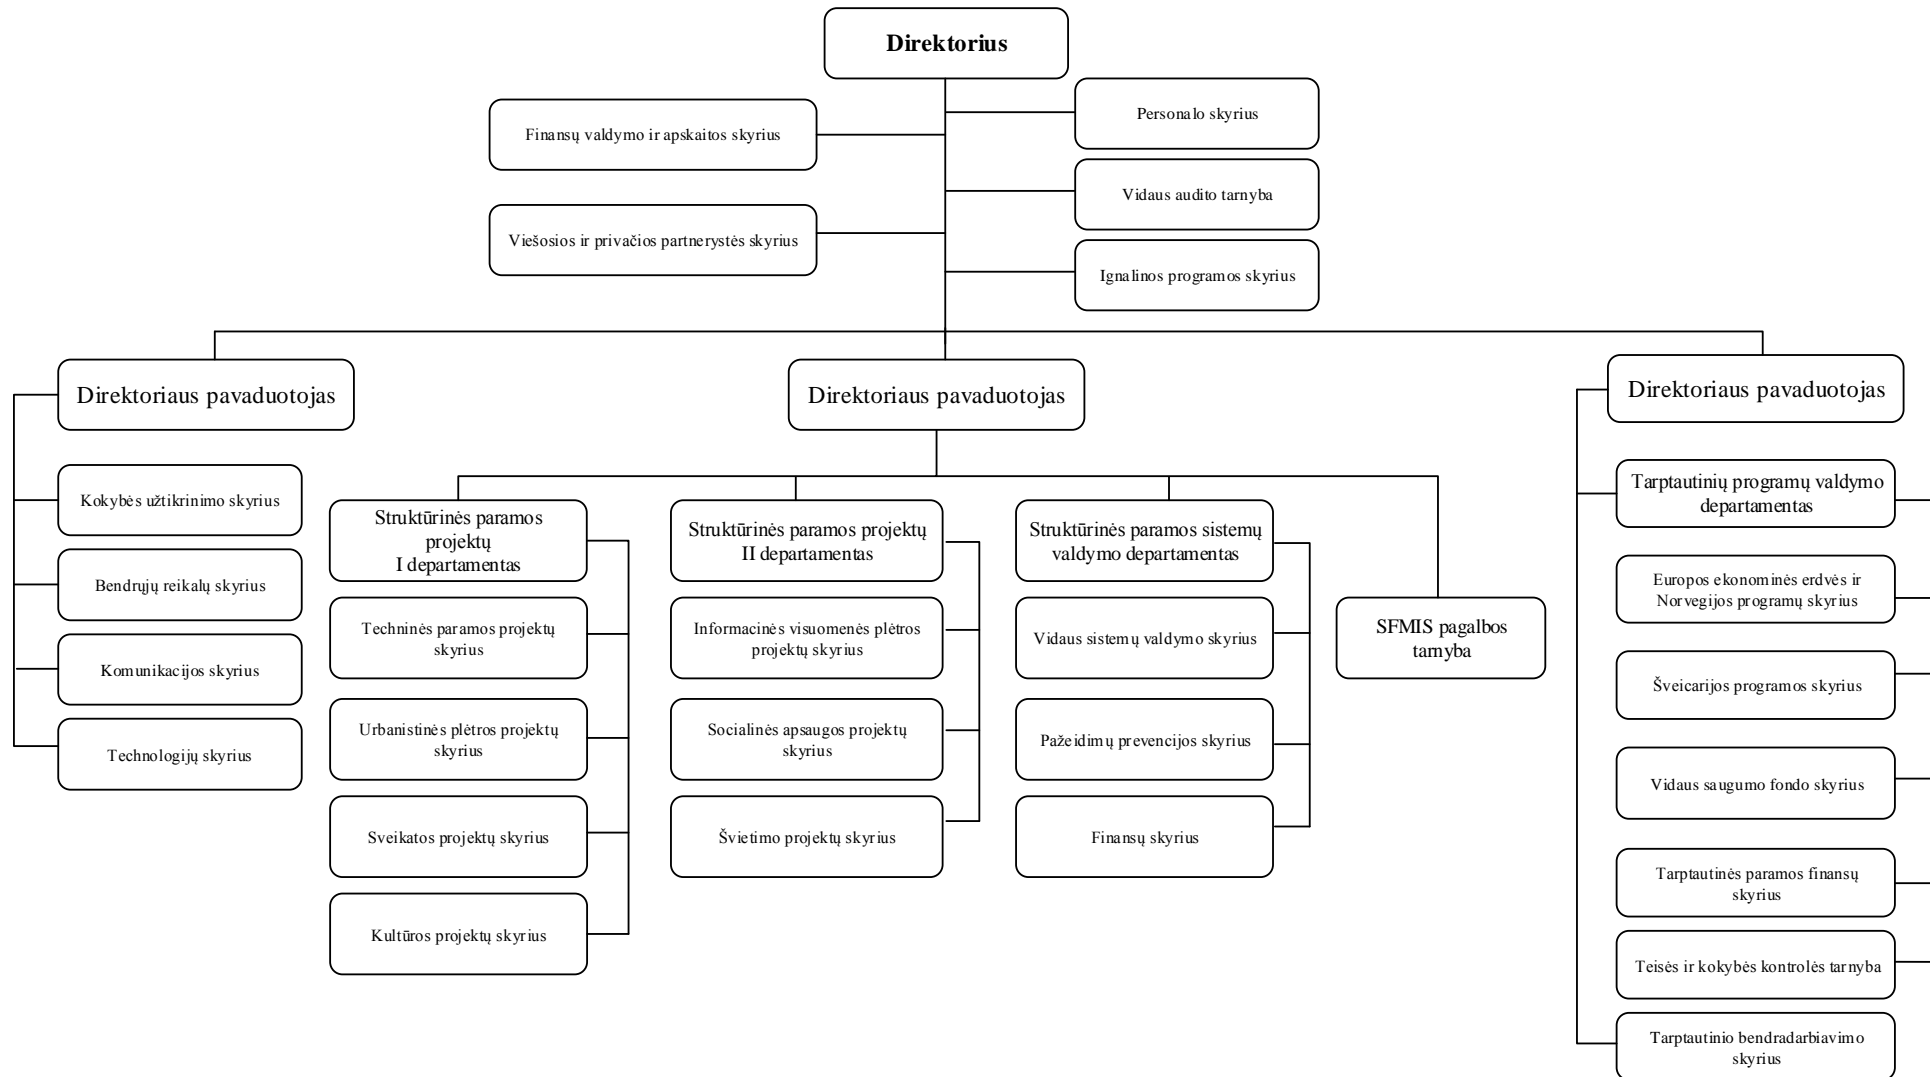 Direktorius
Finansų valdymo ir apskaitos skyrius
Viešosios ir privačios partnerystės skyrius
Personalo skyrius
Vidaus audito tarnyba
Ignalinos programos skyrius
Direktoriaus pavaduotojas
Kokybės užtikrinimo skyrius
Bendrųjų reikalų skyrius
Komunikacijos skyrius
Technologijų skyrius
Direktoriaus pavaduotojas
Struktūrinės paramos
projektų
I departamentas
Techninės paramos projektų
skyrius
Urbanistinės plėtros projektų
skyrius
Sveikatos projektų skyrius
Kultūros projektų skyrius
Struktūrinės paramos projektų
II departamentas
Informacinės visuomenės plėtros
projektų skyrius
Socialinės apsaugos projektų
skyrius
Švietimo projektų skyrius
Struktūrinės paramos sistemų
valdymo departamentas
Vidaus sistemų valdymo skyrius
Pažeidimų prevencijos skyrius
Finansų skyrius
SFMIS pagalbos
tarnyba
Direktoriaus pavaduotojas
Tarptautinių programų valdymo
departamentas
Europos ekonominės erdvės ir
Norvegijos programų skyrius
Šveicarijos programos skyrius
Vidaus saugumo fondo skyrius
Tarptautinės paramos finansų
skyrius
Teisės ir kokybės kontrolės tarnyba
Tarptautinio bendradarbiavimo
skyrius